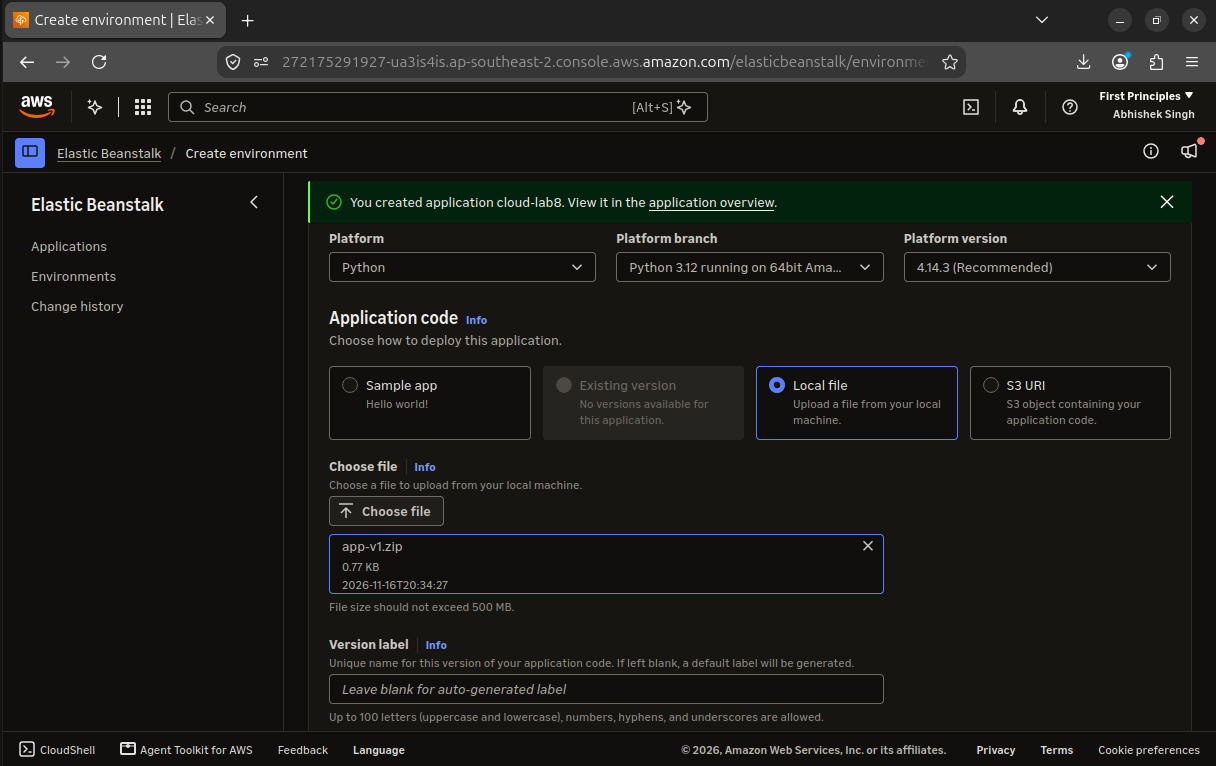 Create environment | Elas
272175291927-ua3is4is.ap-southeast-2.console.aws.amazon.com/elasticbeanstalk/environme
aws
Search
[Alt+S]
First Principles
Abhishek Singh
Elastic Beanstalk / Create environment
Elastic Beanstalk
Applications
Environments
Change history
You created application cloud-lab8. View it in the application overview.
Platform
Python
Platform branch
Python 3.12 running on 64bit Ama...
Platform version
4.14.3 (Recommended)
Application code Info
Choose how to deploy this application.
Sample app
Hello world!
Existing version
No versions available for
this application.
Local file
Upload a file from your local
machine.
S3 URI
S3 object containing your
application code.
Choose file Info
Choose a file to upload from your local machine.
Choose file
app-v1.zip
0.77 KB
2026-11-16T20:34:27
File size should not exceed 500 MB.
Version label Info
Unique name for this version of your application code. If left blank, a default label will be generated.
Leave blank for auto-generated label
Up to 100 letters (uppercase and lowercase), numbers, hyphens, and underscores are allowed.
CloudShell
Agent Toolkit for AWS
Feedback
Language
© 2026, Amazon Web Services, Inc. or its affiliates.
Privacy
Terms
Cookie preferences